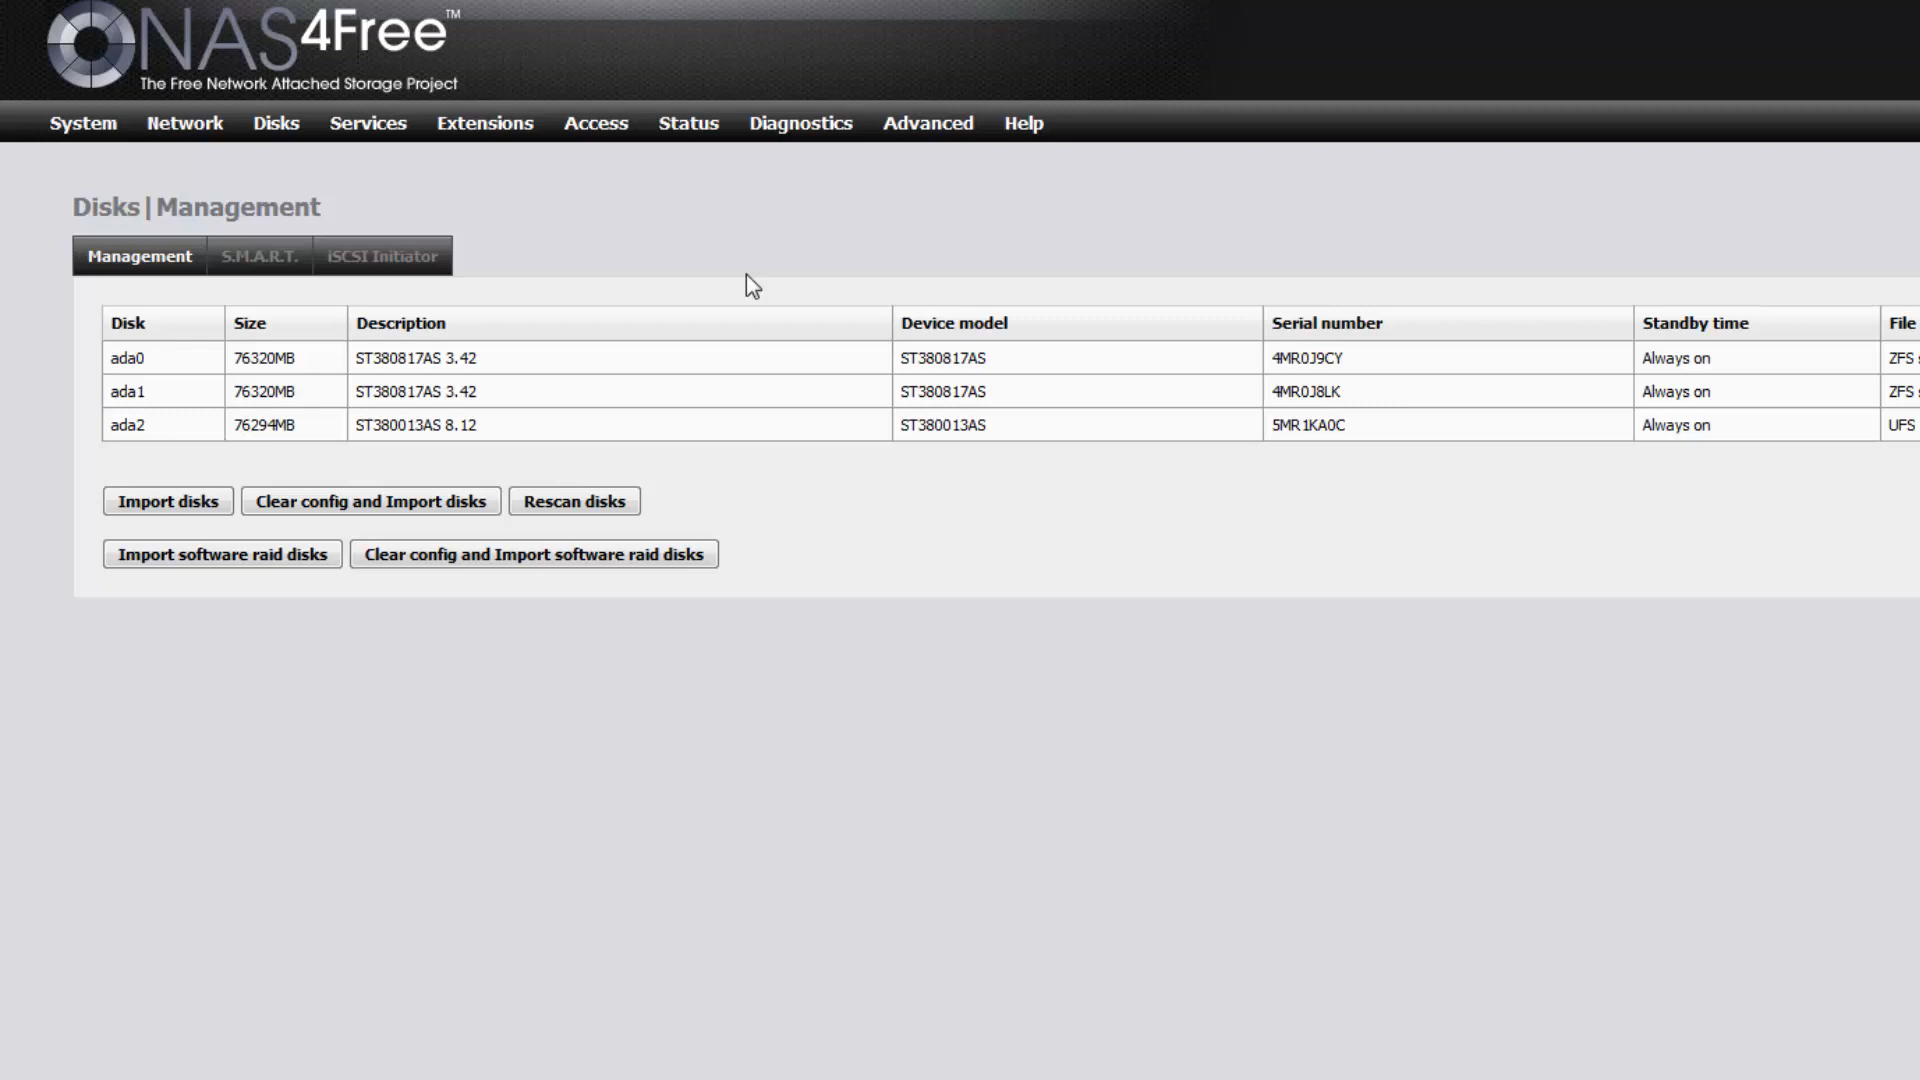 NAS4Free™
The Free Network Attached Storage Project
System Network Disks Services Extensions Access Status Diagnostics Advanced Help
Disks|Management
Management S.M.A.R.T. iSCSI Initiator
Disk Size Description Device model Serial number Standby time File
ada0 76320MB ST380817AS 3.42 ST380817AS 4MR0J9CY Always on ZFS s
ada1 76320MB ST380817AS 3.42 ST380817AS 4MR0J8LK Always on ZFS s
ada2 76294MB ST380013AS 8.12 ST380013AS 5MR1KA0C Always on UFS
Import disks Clear config and Import disks Rescan disks
Import software raid disks Clear config and Import software raid disks